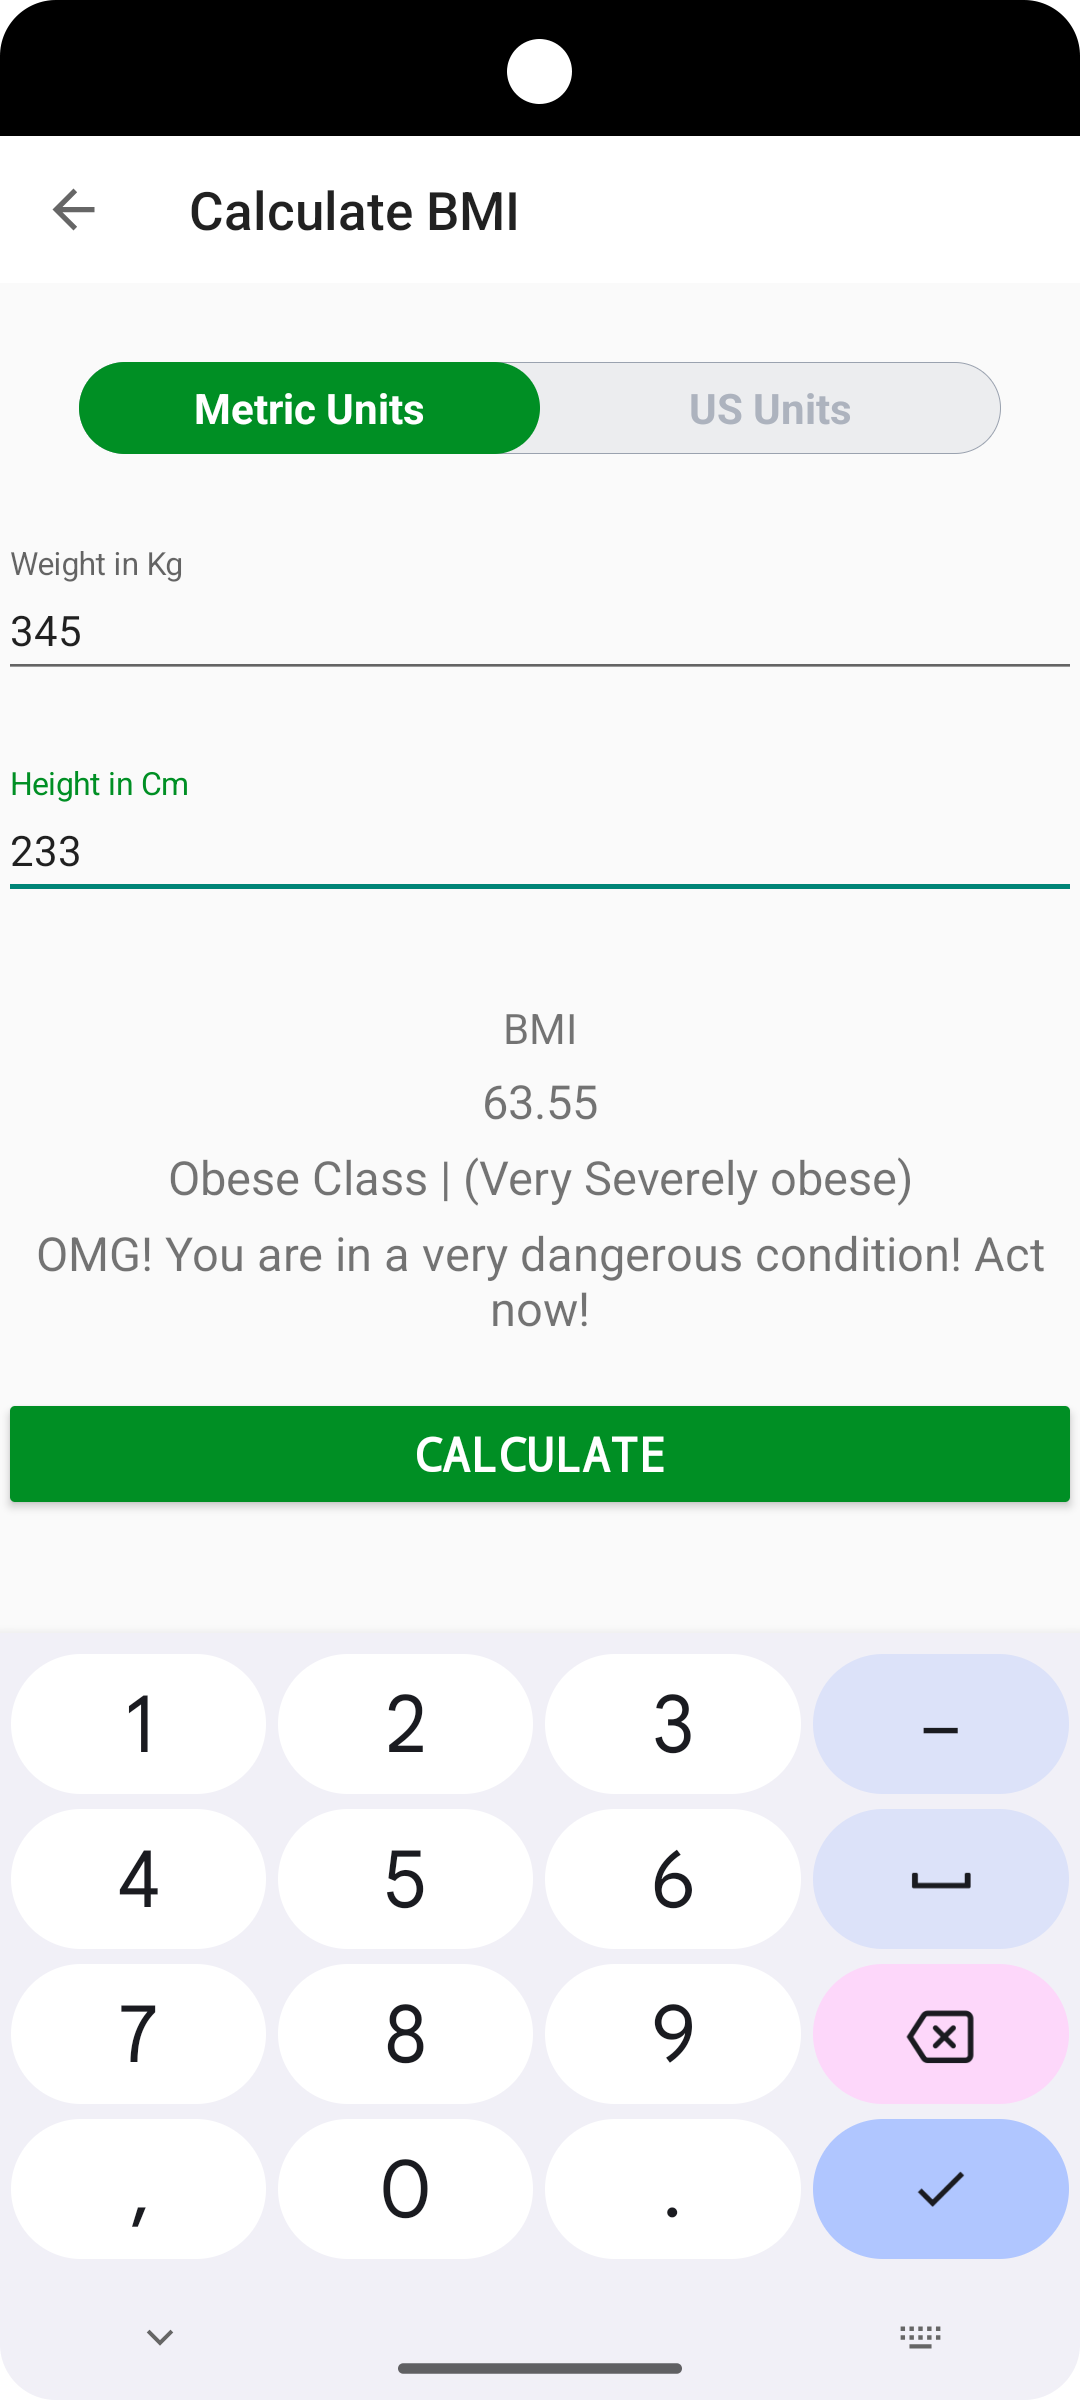 Calculate BMI
Metric Units
US Units
Weight in Kg
345
Height in Cm
233
BMI
63.55
Obese Class | (Very Severely obese)
OMG! You are in a very dangerous condition! Act
now!
CALCULATE
1 2 3 –
4 5 6
7 8 9
, 0 .